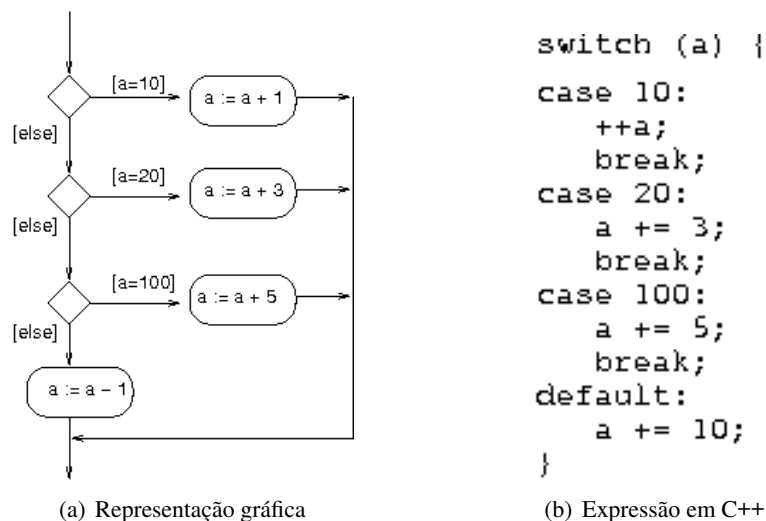 [a=10]
a := a + 1
[else]
[a=20]
a := a + 3
[else]
[a=100]
a := a + 5
[else]
a := a − 1
(a) Representação gráfica
switch (a) {
case 10:
++a;
break;
case 20:
a += 3;
break;
case 100:
a += 5;
break;
default:
a += 10;
}
(b) Expressão em C++